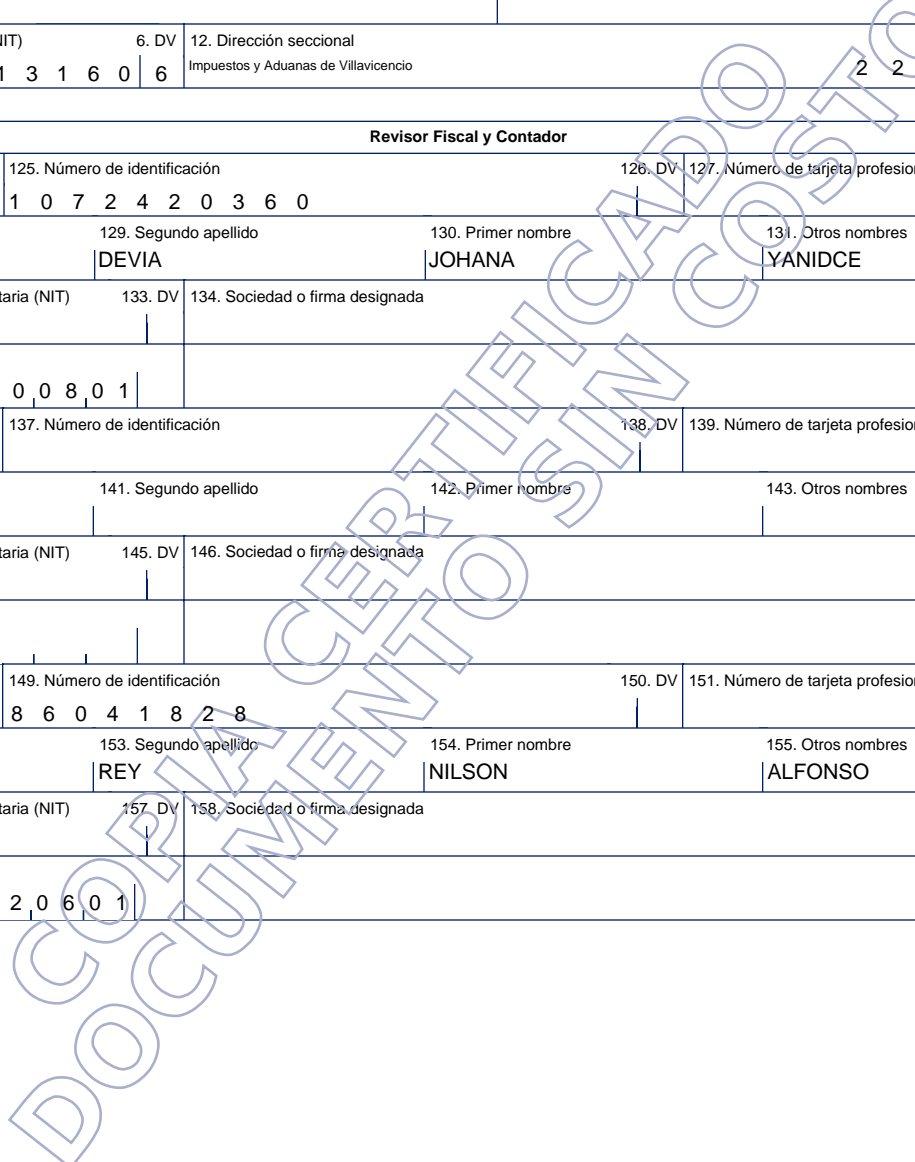 NIT) 6. DV 12. Dirección seccional
1 3 1 6 0 6 Impuestos y Aduanas de Villavicencio 2 2
Revisor Fiscal y Contador
125. Número de identificación 126. DV 127. Número de tarjeta profesion
1 0 7 2 4 2 0 3 6 0
129. Segundo apellido 130. Primer nombre 131. Otros nombres
DEVIA JOHANA YANIDCE
taria (NIT) 133. DV 134. Sociedad o firma designada
0 0 8 0 1
137. Número de identificación 138. DV 139. Número de tarjeta profesion
141. Segundo apellido 142. Primer nombre 143. Otros nombres
taria (NIT) 145. DV 146. Sociedad o firma designada
149. Número de identificación 150. DV 151. Número de tarjeta profesion
8 6 0 4 1 8 2 8
153. Segundo apellido 154. Primer nombre 155. Otros nombres
REY NILSON ALFONSO
taria (NIT) 157. DV 158. Sociedad o firma designada
2 0 6 0 1
COPIA CERTIFICADO
DOCUMENTO SIN COSTO